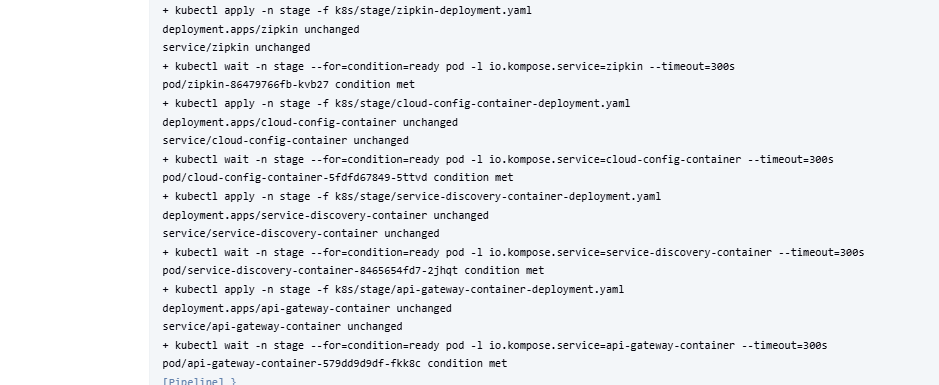 + kubectl apply -n stage -f k8s/stage/zipkin-deployment.yaml
deployment.apps/zipkin unchanged
service/zipkin unchanged
+ kubectl wait -n stage --for=condition=ready pod -l io.kompose.service=zipkin --timeout=300s
pod/zipkin-86479766fb-kvb27 condition met
+ kubectl apply -n stage -f k8s/stage/cloud-config-container-deployment.yaml
deployment.apps/cloud-config-container unchanged
service/cloud-config-container unchanged
+ kubectl wait -n stage --for=condition=ready pod -l io.kompose.service=cloud-config-container --timeout=300s
pod/cloud-config-container-5fdfd67849-5ttvd condition met
+ kubectl apply -n stage -f k8s/stage/service-discovery-container-deployment.yaml
deployment.apps/service-discovery-container unchanged
service/service-discovery-container unchanged
+ kubectl wait -n stage --for=condition=ready pod -l io.kompose.service=service-discovery-container --timeout=300s
pod/service-discovery-container-8465654fd7-2jhqt condition met
+ kubectl apply -n stage -f k8s/stage/api-gateway-container-deployment.yaml
deployment.apps/api-gateway-container unchanged
service/api-gateway-container unchanged
+ kubectl wait -n stage --for=condition=ready pod -l io.kompose.service=api-gateway-container --timeout=300s
pod/api-gateway-container-579dd9d9df-fkk8c condition met
[Pipeline] }